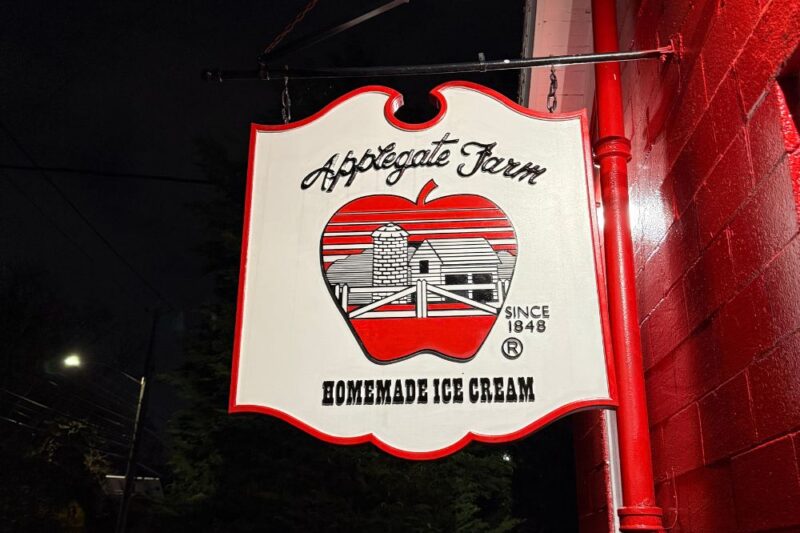 Applegate Farm
SINCE
1848
®
HOMEMADE ICE CREAM